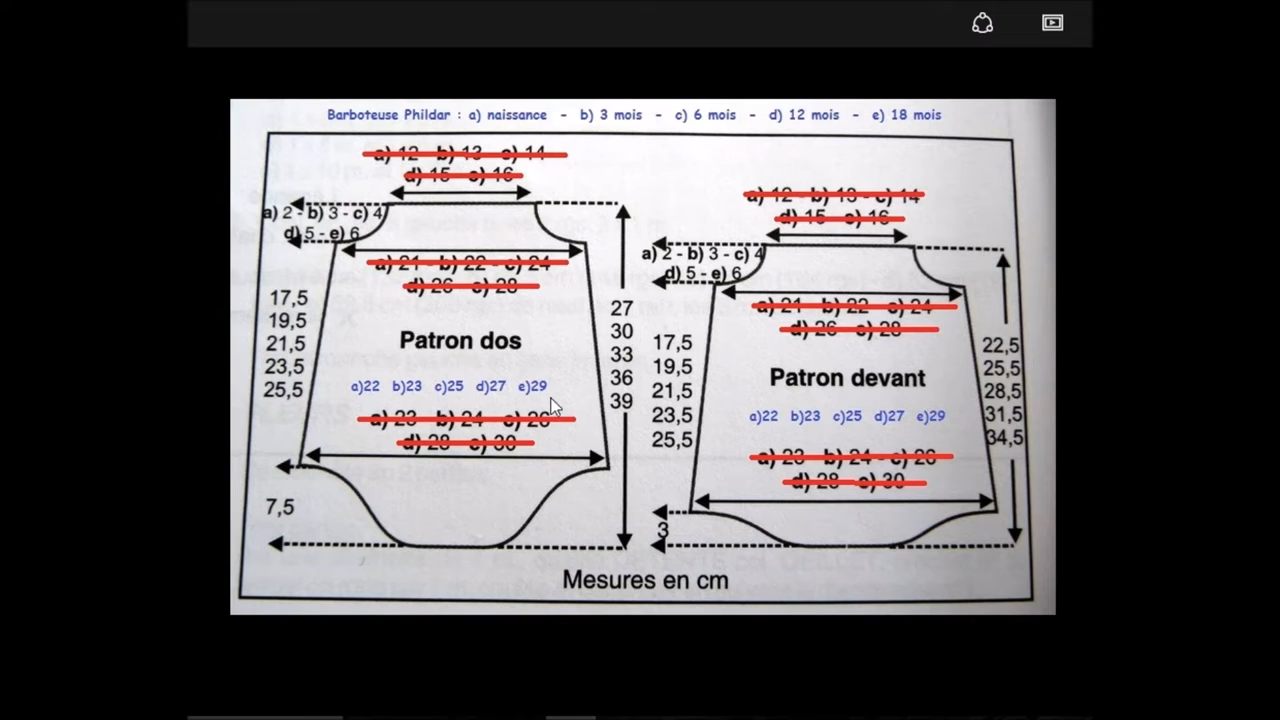 Barboteuse Phildar : a) naissance - b) 3 mois - c) 6 mois - d) 12 mois - e) 18 mois
a) 12 - b) 13 - c) 14
d) 15 - e) 16
a) 2 - b) 3 - c) 4
d) 5 - e) 6
a) 21 - b) 22 - c) 24
d) 26 - e) 28
17,5
19,5
21,5
23,5
25,5
27
30
33
36
39
Patron dos
a)22 b)23 c)25 d)27 e)29
a) 23 - b) 24 - c) 26
d) 28 - e) 30
7,5
a) 12 - b) 13 - c) 14
d) 15 - e) 16
a) 2 - b) 3 - c) 4
d) 5 - e) 6
a) 21 - b) 22 - c) 24
d) 26 - e) 28
17,5
19,5
21,5
23,5
25,5
22,5
25,5
28,5
31,5
34,5
Patron devant
a)22 b)23 c)25 d)27 e)29
a) 23 - b) 24 - c) 26
d) 28 - e) 30
3
Mesures en cm